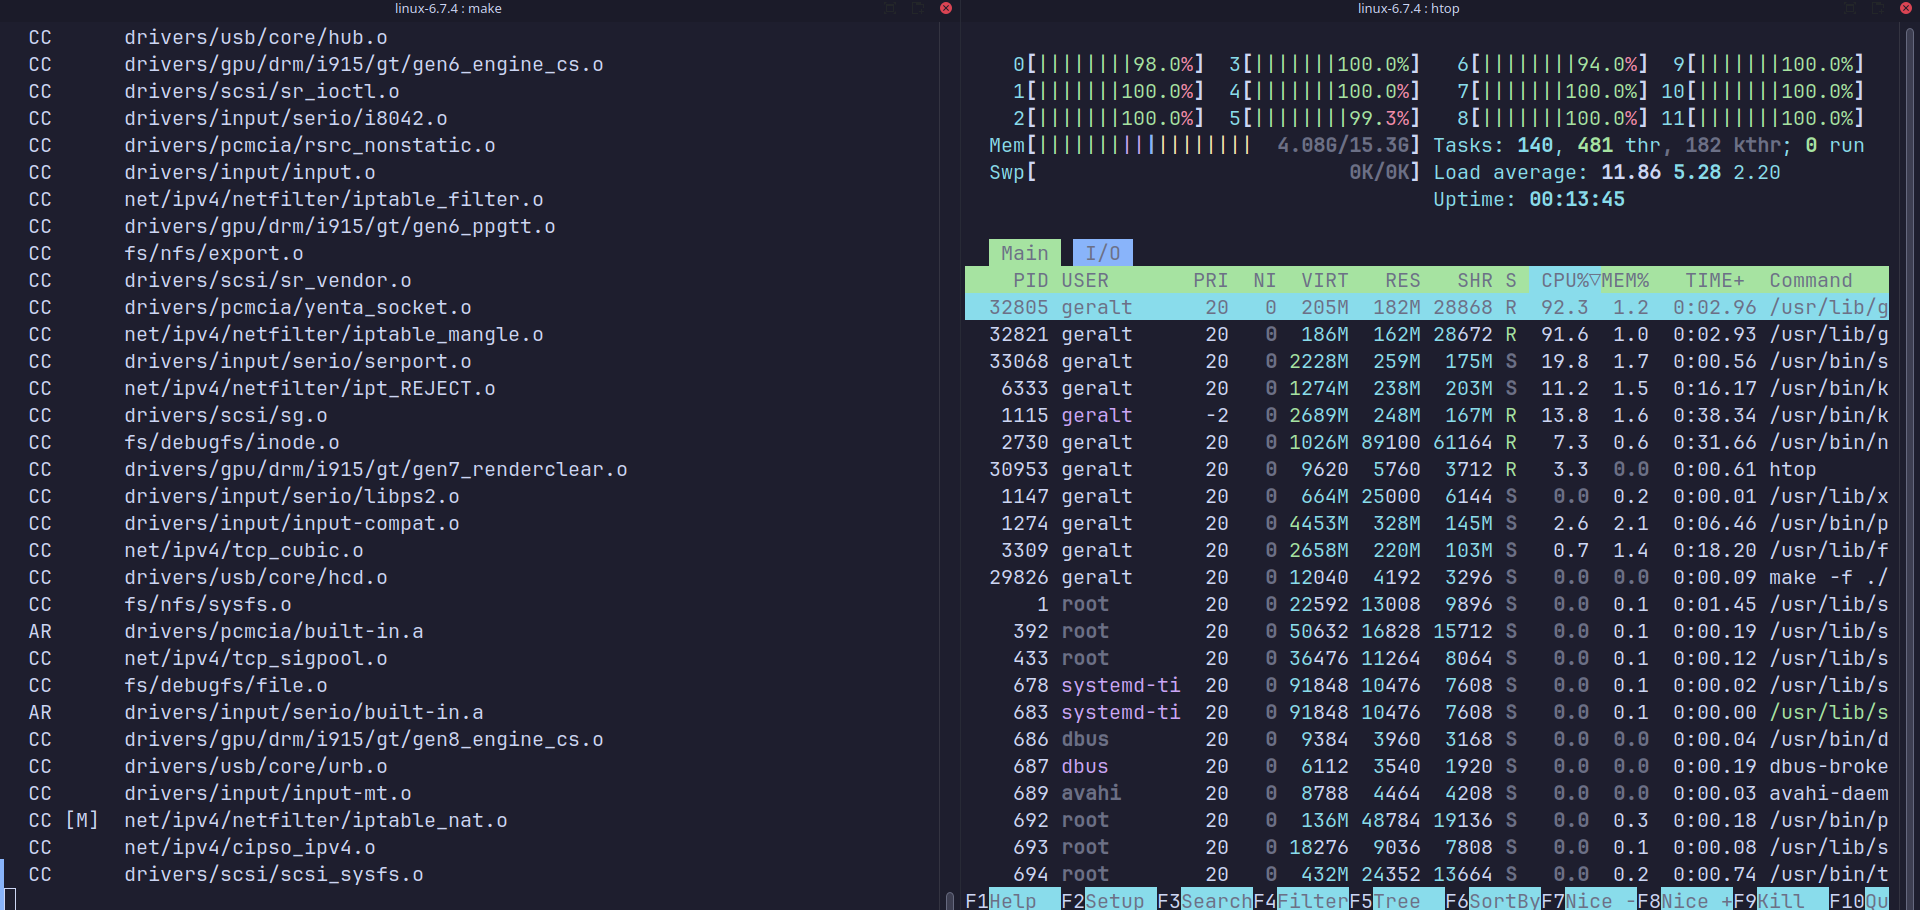 linux-6.7.4 : make
CC drivers/usb/core/hub.o
CC drivers/gpu/drm/i915/gt/gen6_engine_cs.o
CC drivers/scsi/sr_ioctl.o
CC drivers/input/serio/i8042.o
CC drivers/pcmcia/rsrc_nonstatic.o
CC drivers/input/input.o
CC net/ipv4/netfilter/iptable_filter.o
CC drivers/gpu/drm/i915/gt/gen6_ppgtt.o
CC fs/nfs/export.o
CC drivers/scsi/sr_vendor.o
CC drivers/pcmcia/yenta_socket.o
CC net/ipv4/netfilter/iptable_mangle.o
CC drivers/input/serio/serport.o
CC net/ipv4/netfilter/ipt_REJECT.o
CC drivers/scsi/sg.o
CC fs/debugfs/inode.o
CC drivers/gpu/drm/i915/gt/gen7_renderclear.o
CC drivers/input/serio/libps2.o
CC drivers/input/input-compat.o
CC net/ipv4/tcp_cubic.o
CC drivers/usb/core/hcd.o
CC fs/nfs/sysfs.o
AR drivers/pcmcia/built-in.a
CC net/ipv4/tcp_sigpool.o
CC fs/debugfs/file.o
AR drivers/input/serio/built-in.a
CC drivers/gpu/drm/i915/gt/gen8_engine_cs.o
CC drivers/usb/core/urb.o
CC drivers/input/input-mt.o
CC [M] net/ipv4/netfilter/iptable_nat.o
CC net/ipv4/cipso_ipv4.o
CC drivers/scsi/scsi_sysfs.o
linux-6.7.4 : htop
0[||||||||98.0%] 3[|||||||100.0%] 6[||||||||94.0%] 9[|||||||100.0%]
1[|||||||100.0%] 4[|||||||100.0%] 7[|||||||100.0%] 10[|||||||100.0%]
2[|||||||100.0%] 5[||||||||99.3%] 8[|||||||100.0%] 11[|||||||100.0%]
Mem[|||||||||||||||||| 4.08G/15.3G] Tasks: 140, 481 thr, 182 kthr; 0 run
Swp[ 0K/0K] Load average: 11.86 5.28 2.20
Uptime: 00:13:45
Main I/O
PID USER PRI NI VIRT RES SHR S CPU%▽MEM% TIME+ Command
32805 geralt 20 0 205M 182M 28868 R 92.3 1.2 0:02.96 /usr/lib/g
32821 geralt 20 0 186M 162M 28672 R 91.6 1.0 0:02.93 /usr/lib/g
33068 geralt 20 0 2228M 259M 175M S 19.8 1.7 0:00.56 /usr/bin/s
6333 geralt 20 0 1274M 238M 203M S 11.2 1.5 0:16.17 /usr/bin/k
1115 geralt -2 0 2689M 248M 167M R 13.8 1.6 0:38.34 /usr/bin/k
2730 geralt 20 0 1026M 89100 61164 R 7.3 0.6 0:31.66 /usr/bin/n
30953 geralt 20 0 9620 5760 3712 R 3.3 0.0 0:00.61 htop
1147 geralt 20 0 664M 25000 6144 S 0.0 0.2 0:00.01 /usr/lib/x
1274 geralt 20 0 4453M 328M 145M S 2.6 2.1 0:06.46 /usr/bin/p
3309 geralt 20 0 2658M 220M 103M S 0.7 1.4 0:18.20 /usr/lib/f
29826 geralt 20 0 12040 4192 3296 S 0.0 0.0 0:00.09 make -f ./
1 root 20 0 22592 13008 9896 S 0.0 0.1 0:01.45 /usr/lib/s
392 root 20 0 50632 16828 15712 S 0.0 0.1 0:00.19 /usr/lib/s
433 root 20 0 36476 11264 8064 S 0.0 0.1 0:00.12 /usr/lib/s
678 systemd-ti 20 0 91848 10476 7608 S 0.0 0.1 0:00.02 /usr/lib/s
683 systemd-ti 20 0 91848 10476 7608 S 0.0 0.1 0:00.00 /usr/lib/s
686 dbus 20 0 9384 3960 3168 S 0.0 0.0 0:00.04 /usr/bin/d
687 dbus 20 0 6112 3540 1920 S 0.0 0.0 0:00.19 dbus-broke
689 avahi 20 0 8788 4464 4208 S 0.0 0.0 0:00.03 avahi-daem
692 root 20 0 136M 48784 19136 S 0.0 0.3 0:00.18 /usr/bin/p
693 root 20 0 18276 9036 7808 S 0.0 0.1 0:00.08 /usr/lib/s
694 root 20 0 432M 24352 13664 S 0.0 0.2 0:00.74 /usr/bin/t
F1Help F2Setup F3SearchF4FilterF5Tree F6SortByF7Nice -F8Nice +F9Kill F10Qu